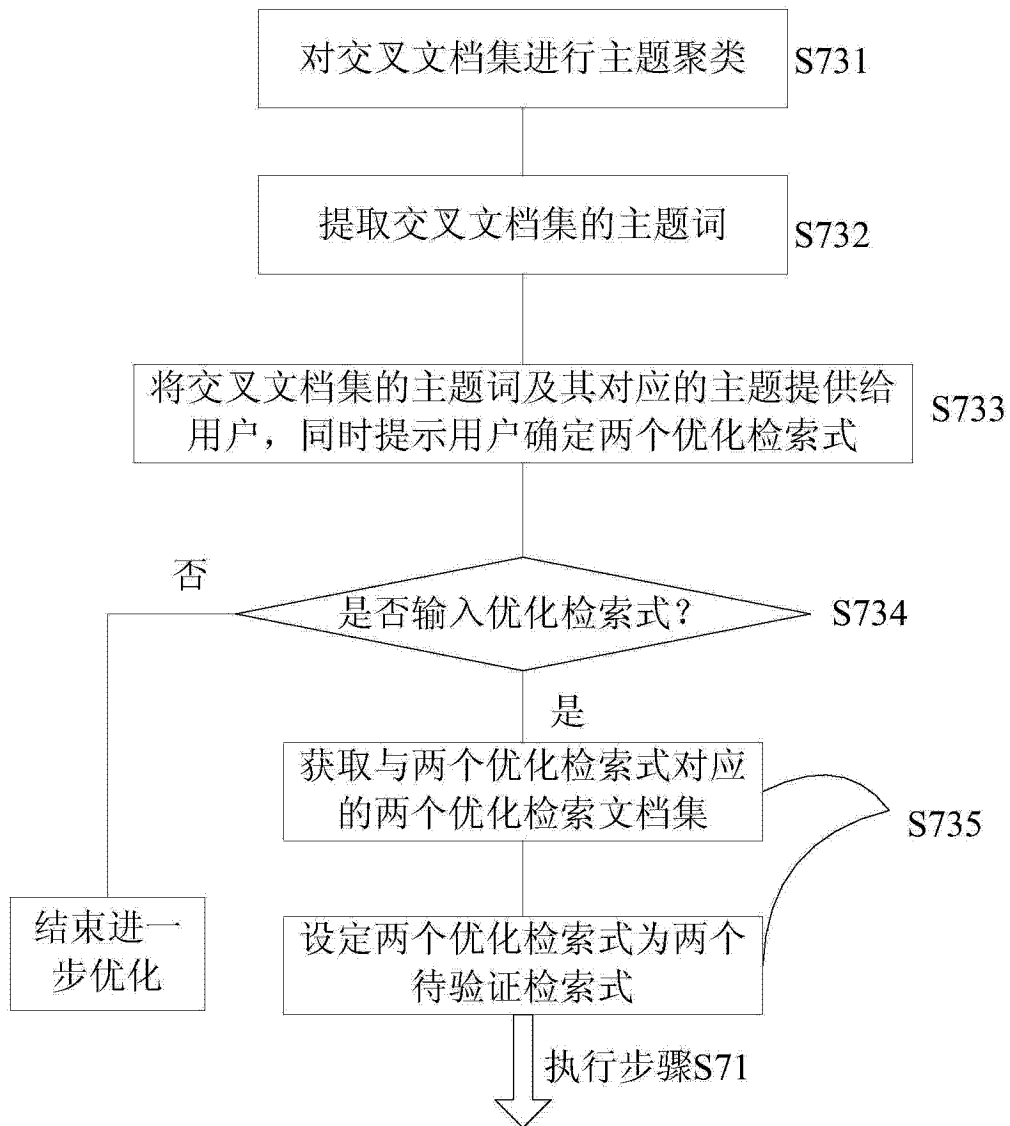 对交叉文档集进行主题聚类
S731
提取交叉文档集的主题词
S732
将交叉文档集的主题词及其对应的主题提供给
用户，同时提示用户确定两个优化检索式
S733
否
是否输入优化检索式？
S734
是
获取与两个优化检索式对应
的两个优化检索文档集
S735
结束进一
步优化
设定两个优化检索式为两个
待验证检索式
执行步骤S71